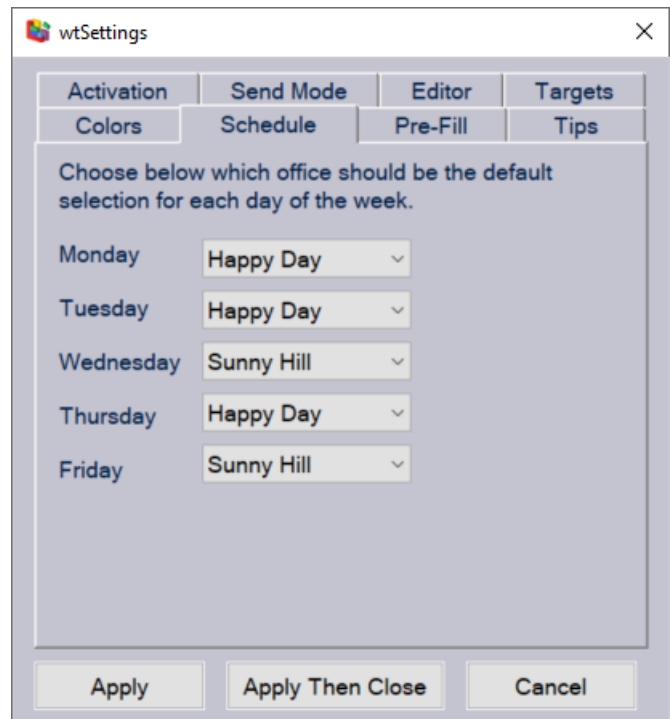 wtSettings
Activation Send Mode Editor Targets
Colors Schedule Pre-Fill Tips
Choose below which office should be the default
selection for each day of the week.
Monday Happy Day
Tuesday Happy Day
Wednesday Sunny Hill
Thursday Happy Day
Friday Sunny Hill
Apply Apply Then Close Cancel